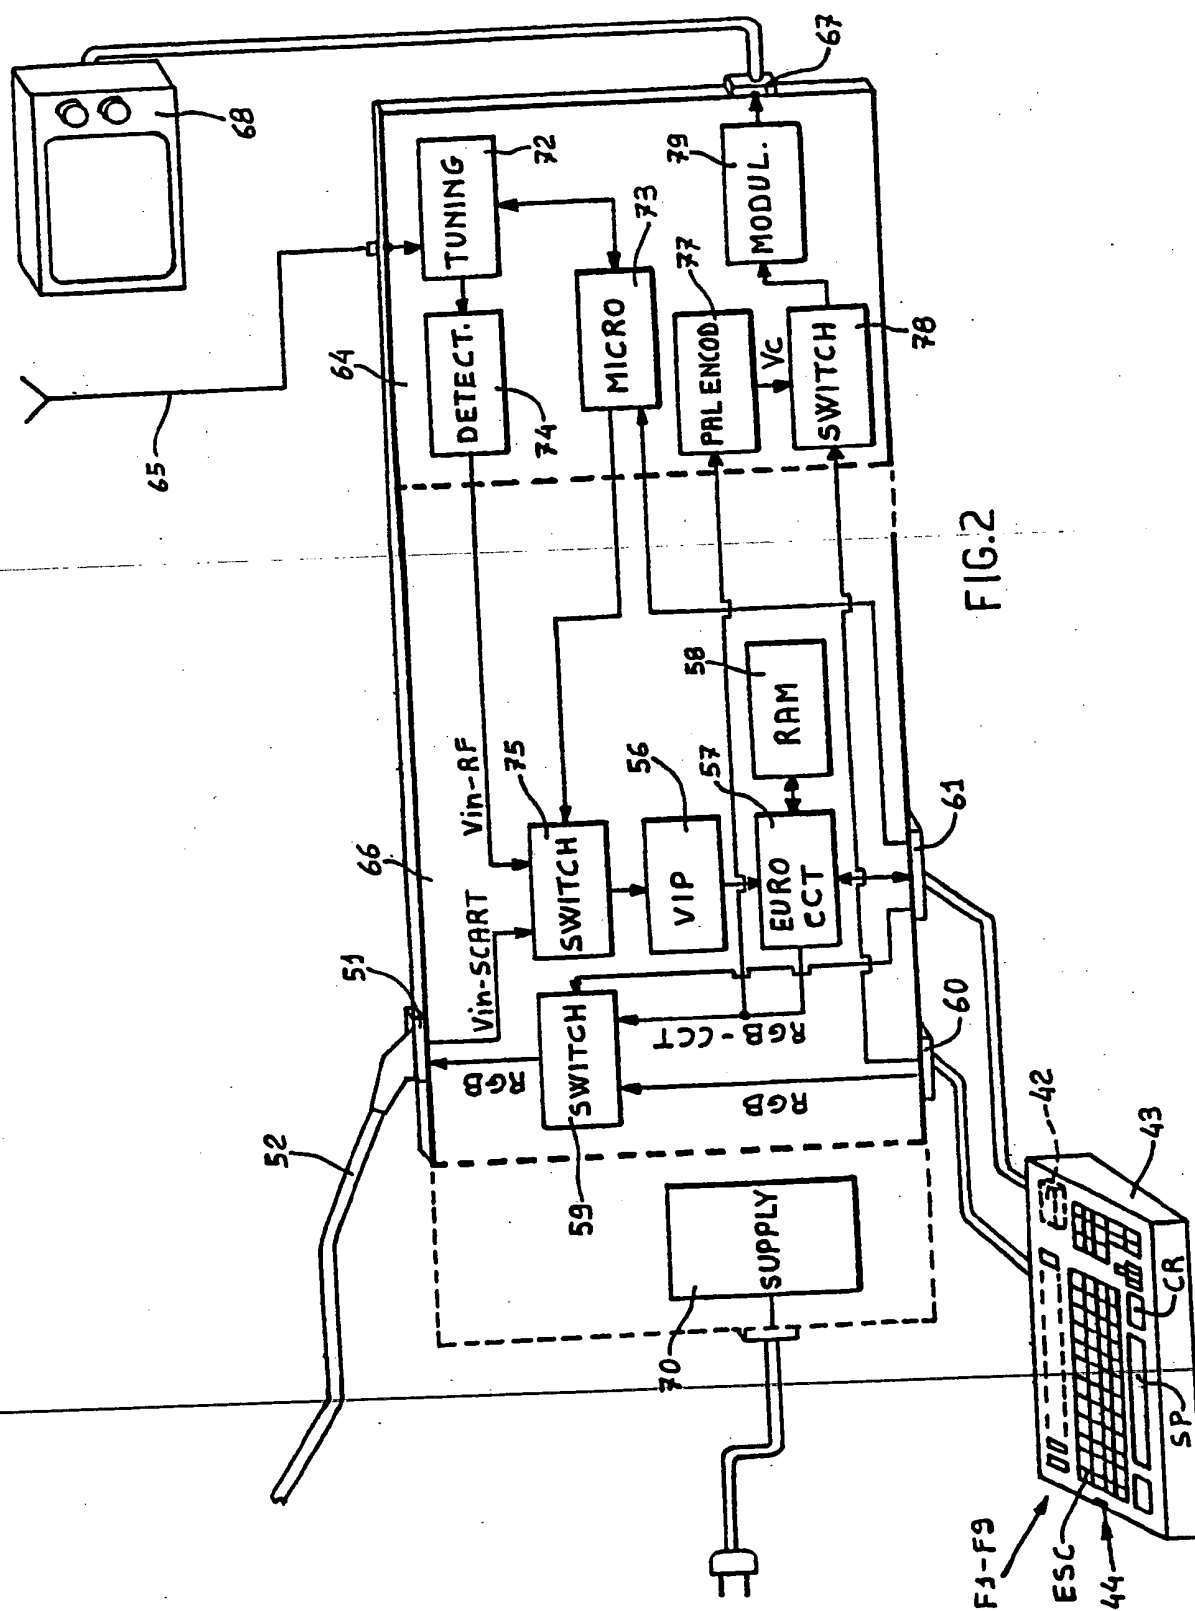 68
67
72
TUNING
79
MODUL.
73
77
MICRO
PAL ENCOD
Vc
SWITCH
78
64
DETECT.
74
65
FIG.2
58
RAM
Vin-RF
75
56
57
66
SWITCH
VIP
EURO
CCT
61
Vin-SCART
51
SWITCH
RGB-CCT
RGB
RGB
60
59
52
SUPPLY
70
42
43
CR
SP
F1-F9
ESC
44